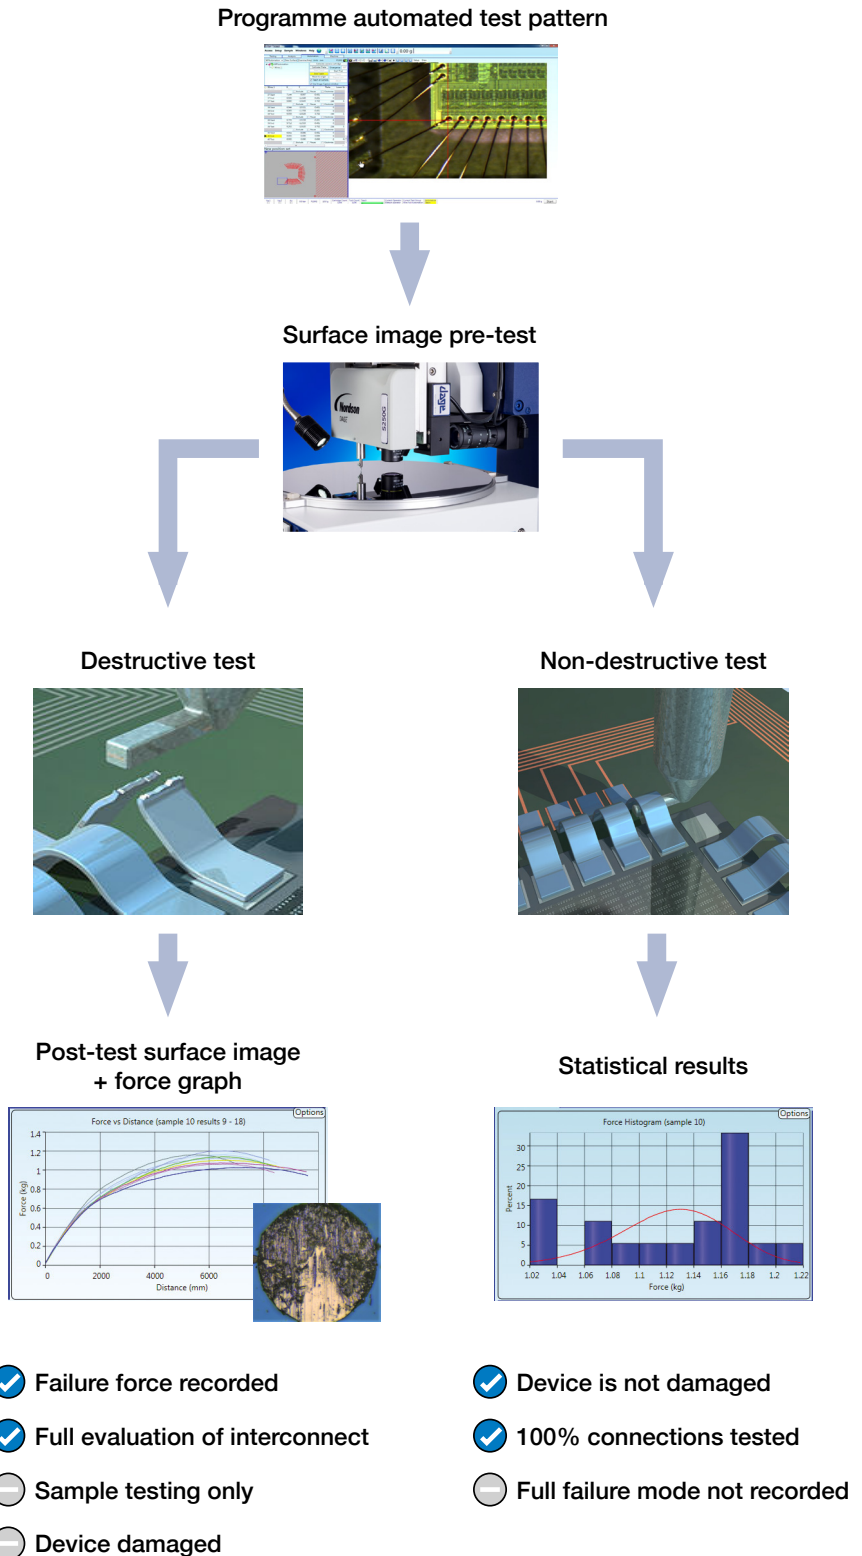 Programme automated test pattern
Surface image pre-test
Nordson
DAGE
S250G
dage
Destructive test
Non-destructive test
Post-test surface image
+ force graph
Statistical results
Options
Force vs Distance (sample 10 results 9 - 18)
Force (kg)
1.4
1.2
1
0.8
0.6
0.4
0.2
0
0 2000 4000 6000
Distance (mm)
Options
Force Histogram (sample 10)
Percent
30
25
20
15
10
5
0
1.02 1.04 1.06 1.08 1.1 1.12 1.14 1.16 1.18 1.2 1.22
Force (kg)
Failure force recorded
Full evaluation of interconnect
Sample testing only
Device damaged
Device is not damaged
100% connections tested
Full failure mode not recorded